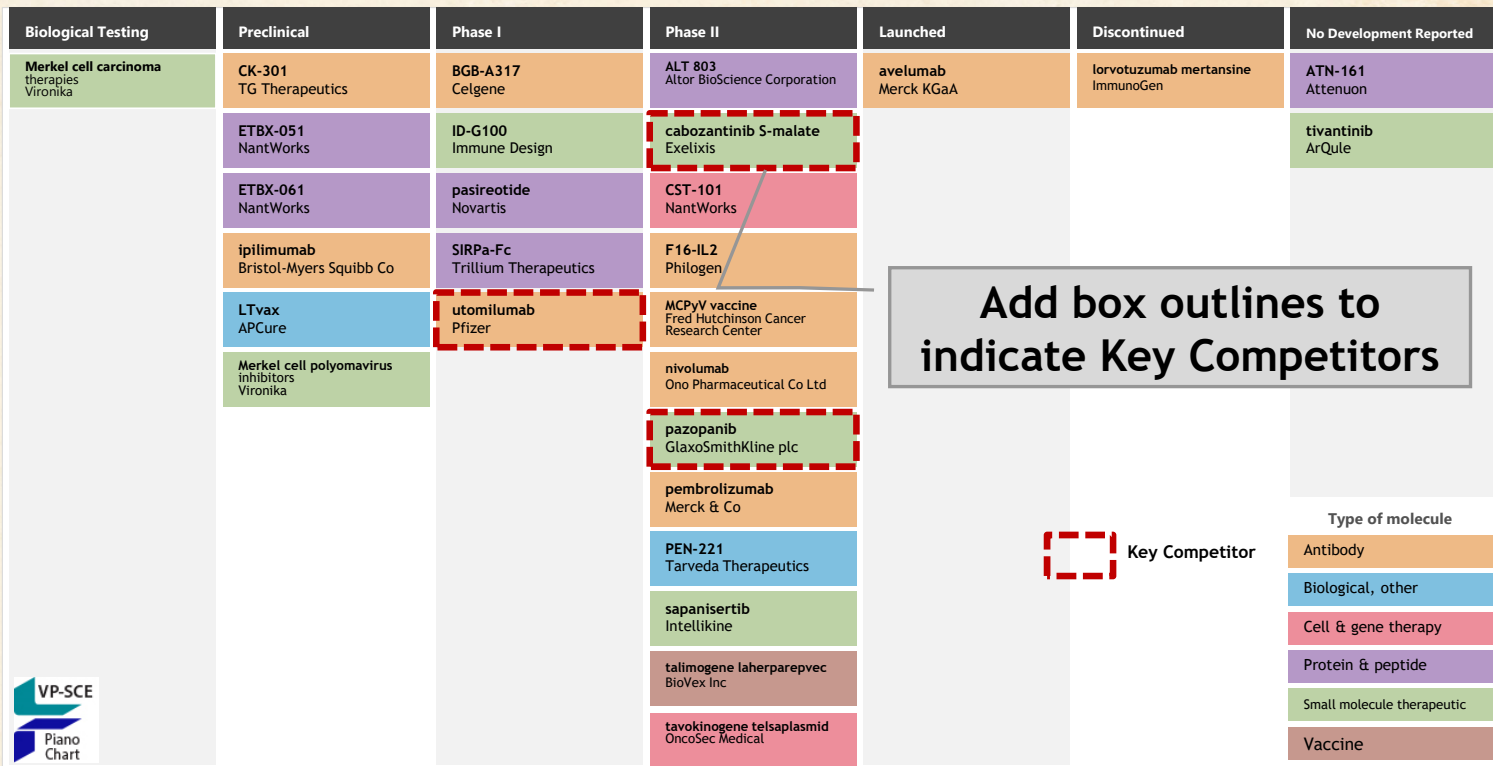 Biological Testing
Merkel cell carcinoma
therapies
Vironika
Preclinical
CK-301
TG Therapeutics
ETBX-051
NantWorks
ETBX-061
NantWorks
ipilimumab
Bristol-Myers Squibb Co
LTvax
APCure
Merkel cell polyomavirus
inhibitors
Vironika
Phase I
BGB-A317
Celgene
ID-G100
Immune Design
pasireotide
Novartis
SIRPa-Fc
Trillium Therapeutics
utomilumab
Pfizer
Phase II
ALT 803
Altor BioScience Corporation
cabozantinib S-malate
Exelixis
CST-101
NantWorks
F16-IL2
Philogen
MCPyV vaccine
Fred Hutchinson Cancer
Research Center
nivolumab
Ono Pharmaceutical Co Ltd
pazopanib
GlaxoSmithKline plc
pembrolizumab
Merck & Co
PEN-221
Tarveda Therapeutics
sapanisertib
Intellikine
talimogene laherparepvec
BioVex Inc
tavokinogene telsaplasmid
OncoSec Medical
Launched
avelumab
Merck KGaA
Discontinued
lorvotuzumab mertansine
ImmunoGen
No Development Reported
ATN-161
Attenuon
tivantinib
ArQule
Add box outlines to
indicate Key Competitors
Key Competitor
Type of molecule
Antibody
Biological, other
Cell & gene therapy
Protein & peptide
Small molecule therapeutic
Vaccine
VP-SCE
Piano
Chart